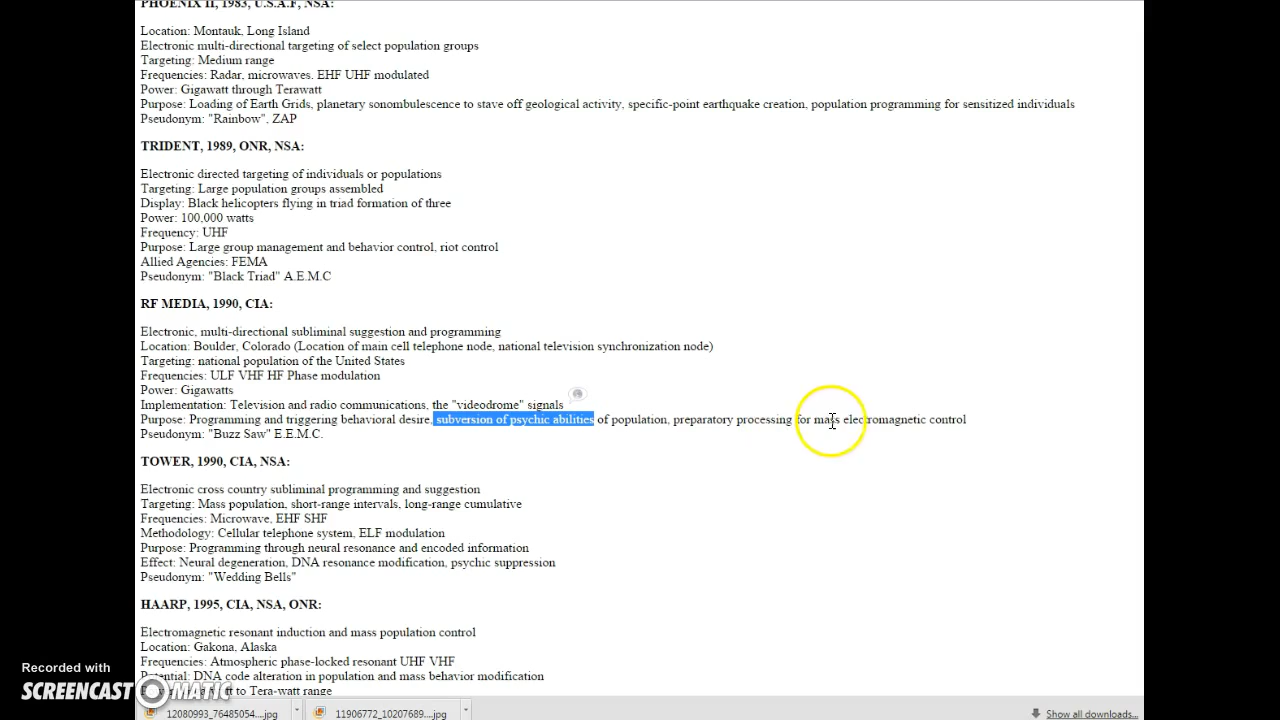 PHOENIX II, 1983, U.S.A.F, NSA:
Location: Montauk, Long Island
Electronic multi-directional targeting of select population groups
Targeting: Medium range
Frequencies: Radar, microwaves. EHF UHF modulated
Power: Gigawatt through Terawatt
Purpose: Loading of Earth Grids, planetary sonombulescence to stave off geological activity, specific-point earthquake creation, population programming for sensitized individuals
Pseudonym: "Rainbow", ZAP
TRIDENT, 1989, ONR, NSA:
Electronic directed targeting of individuals or populations
Targeting: Large population groups assembled
Display: Black helicopters flying in triad formation of three
Power: 100,000 watts
Frequency: UHF
Purpose: Large group management and behavior control, riot control
Allied Agencies: FEMA
Pseudonym: "Black Triad" A.E.M.C
RF MEDIA, 1990, CIA:
Electronic, multi-directional subliminal suggestion and programming
Location: Boulder, Colorado (Location of main cell telephone node, national television synchronization node)
Targeting: national population of the United States
Frequencies: ULF VHF HF Phase modulation
Power: Gigawatts
Implementation: Television and radio communications, the "videodrome" signals
Purpose: Programming and triggering behavioral desire, subversion of psychic abilities of population, preparatory processing for mass electromagnetic control
Pseudonym: "Buzz Saw" E.E.M.C.
TOWER, 1990, CIA, NSA:
Electronic cross country subliminal programming and suggestion
Targeting: Mass population, short-range intervals, long-range cumulative
Frequencies: Microwave, EHF SHF
Methodology: Cellular telephone system, ELF modulation
Purpose: Programming through neural resonance and encoded information
Effect: Neural degeneration, DNA resonance modification, psychic suppression
Pseudonym: "Wedding Bells"
HAARP, 1995, CIA, NSA, ONR:
Electromagnetic resonant induction and mass population control
Location: Gakona, Alaska
Frequencies: Atmospheric phase-locked resonant UHF VHF
Potential: DNA code alteration in population and mass behavior modification
to Tera-watt range
Recorded with
SCREENCAST MATIC
12080993_76485054....jpg
11906772_10207689....jpg
Show all downloads...